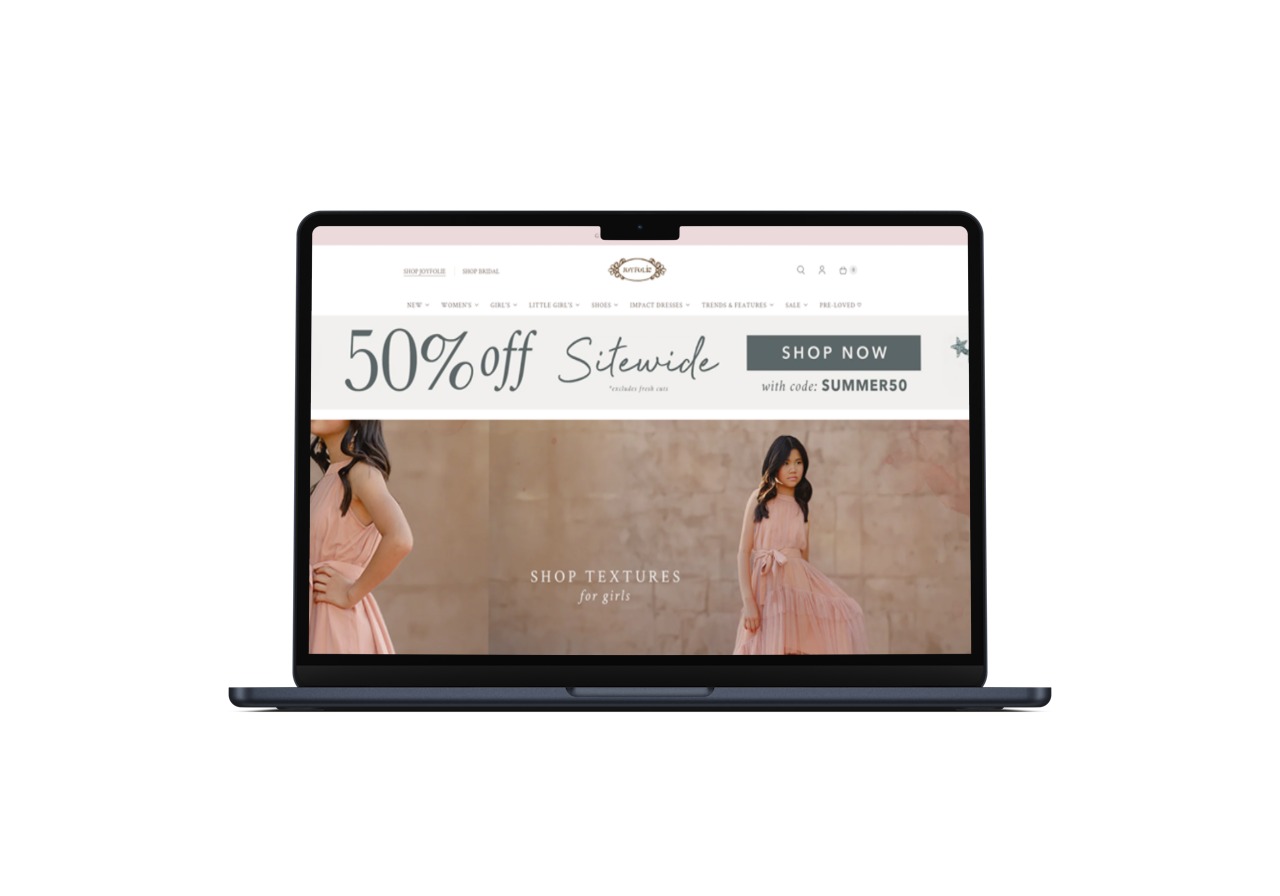 SHOP JOYFOLIE
SHOP BRIDAL
JOYFOLIE
0
NEW WOMEN'S GIRL'S LITTLE GIRL'S SHOES IMPACT DRESSES TRENDS & FEATURES SALE PRE-LOVED♡
50% off Sitewide
*excludes fresh cuts
SHOP NOW
with code: SUMMER50
SHOP TEXTURES
for girls